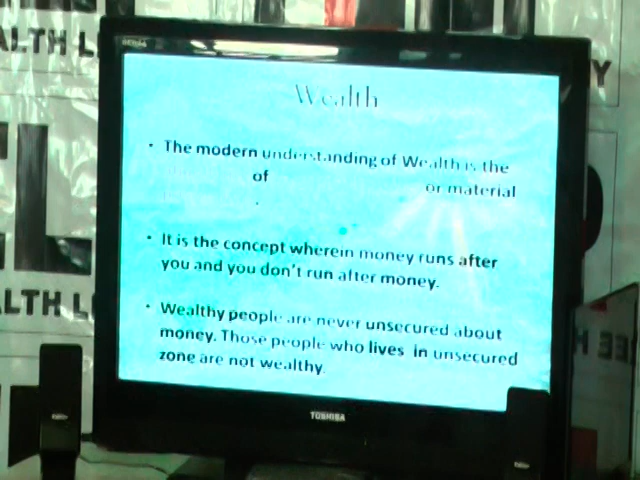 Wealth
• The modern understanding of Wealth is the
of or material
• It is the concept wherein money runs after
you and you don't run after money.
• Wealthy people are never unsecured about
money. Those people who lives in unsecured
zone are not wealthy.
TOSHIBA
ALTH L
ALTH L
Y